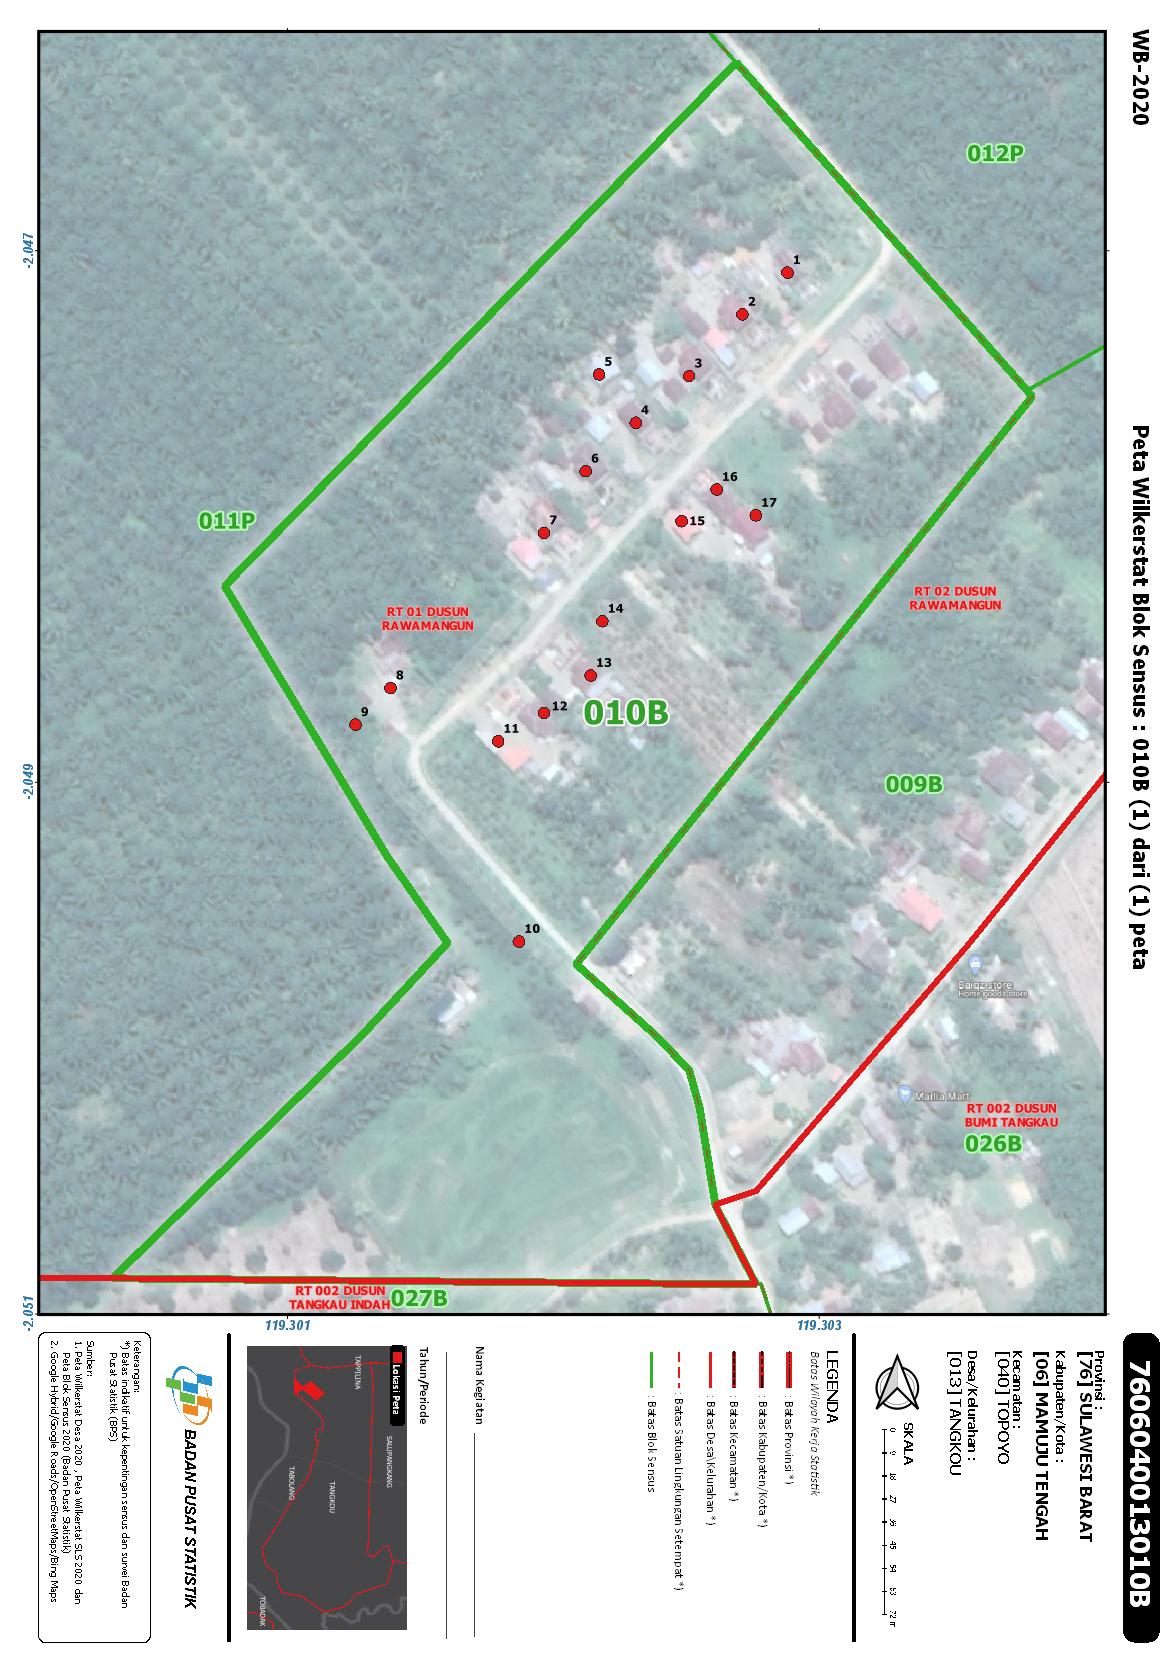 WB-2020
Peta Wilkerstat Blok Sensus : 010B (1) dari (1) peta
7606040013010B
Provinsi :
[76] SULAWESI BARAT
Kabupaten/Kota :
[06] MAMUJU TENGAH
Kecamatan :
[040] TOPOYO
Desa/Kelurahan :
[013] TANGKOU
SKALA
0 9 18 27 36 45 54 63 72 m
LEGENDA
Batas Wilayah Kerja Statistik
: Batas Provinsi *)
: Batas Kabupaten/Kota *)
: Batas Kecamatan *)
: Batas Desa\Kelurahan *)
: Batas Satuan Lingkungan Setempat *)
: Batas Blok Sensus
Nama Kegiatan
Tahun/Periode
Lokasi Peta
TAPPILINA
SALUPANGKANG
TABOLANG
TANGKOU
TOBADAK
BADAN PUSAT STATISTIK
Keterangan:
*) Batas indikatif untuk kepentingan sensus dan survei Badan
Pusat Statistik (BPS)
Sumber:
1. Peta Wilkerstat Desa 2020 , Peta Wilkerstat SLS 2020 dan
Peta Blok Sensus 2020 (Badan Pusat Statistik)
2. Google Hybrid/Google Roads/OpenStreetMaps/Bing Maps
012P
1
2
3
5
4
6
16
17
15
7
011P
RT 02 DUSUN
RAWAMANGUN
RT 01 DUSUN
RAWAMANGUN
14
13
8
9
12
11
010B
009B
10
Baiqz store
Home goods store
Marlia Mart
RT 002 DUSUN
BUMI TANGKAU
026B
RT 002 DUSUN
TANGKAU INDAH
027B
-2.047
-2.049
-2.051
119.301
119.303